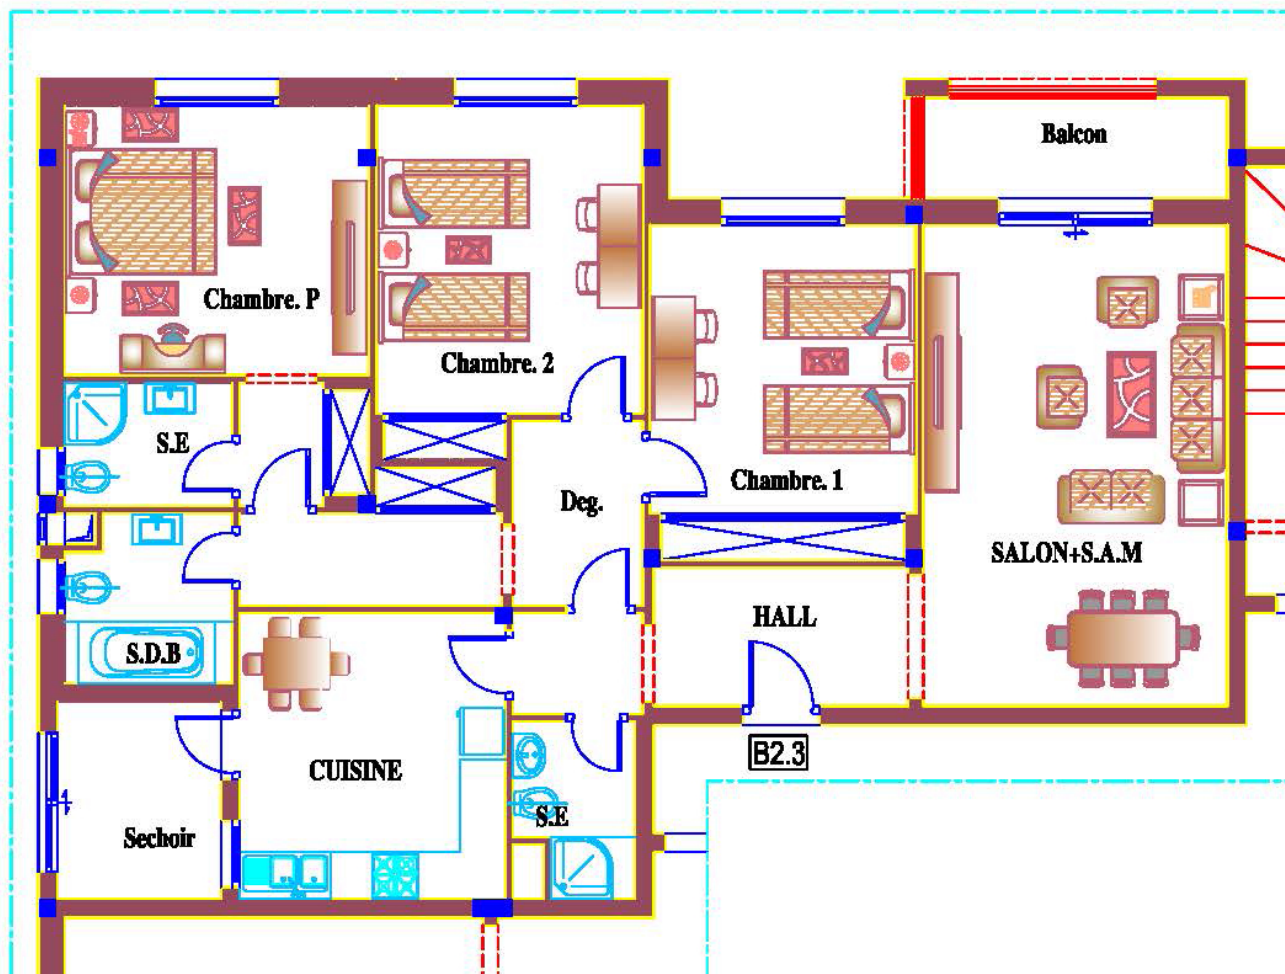 Balcon
Chambre. P
Chambre. 2
S.E
Chambre. 1
Deg.
SALON+S.A.M
HALL
S.D.B
B2.3
CUISINE
S.E
Sechoir